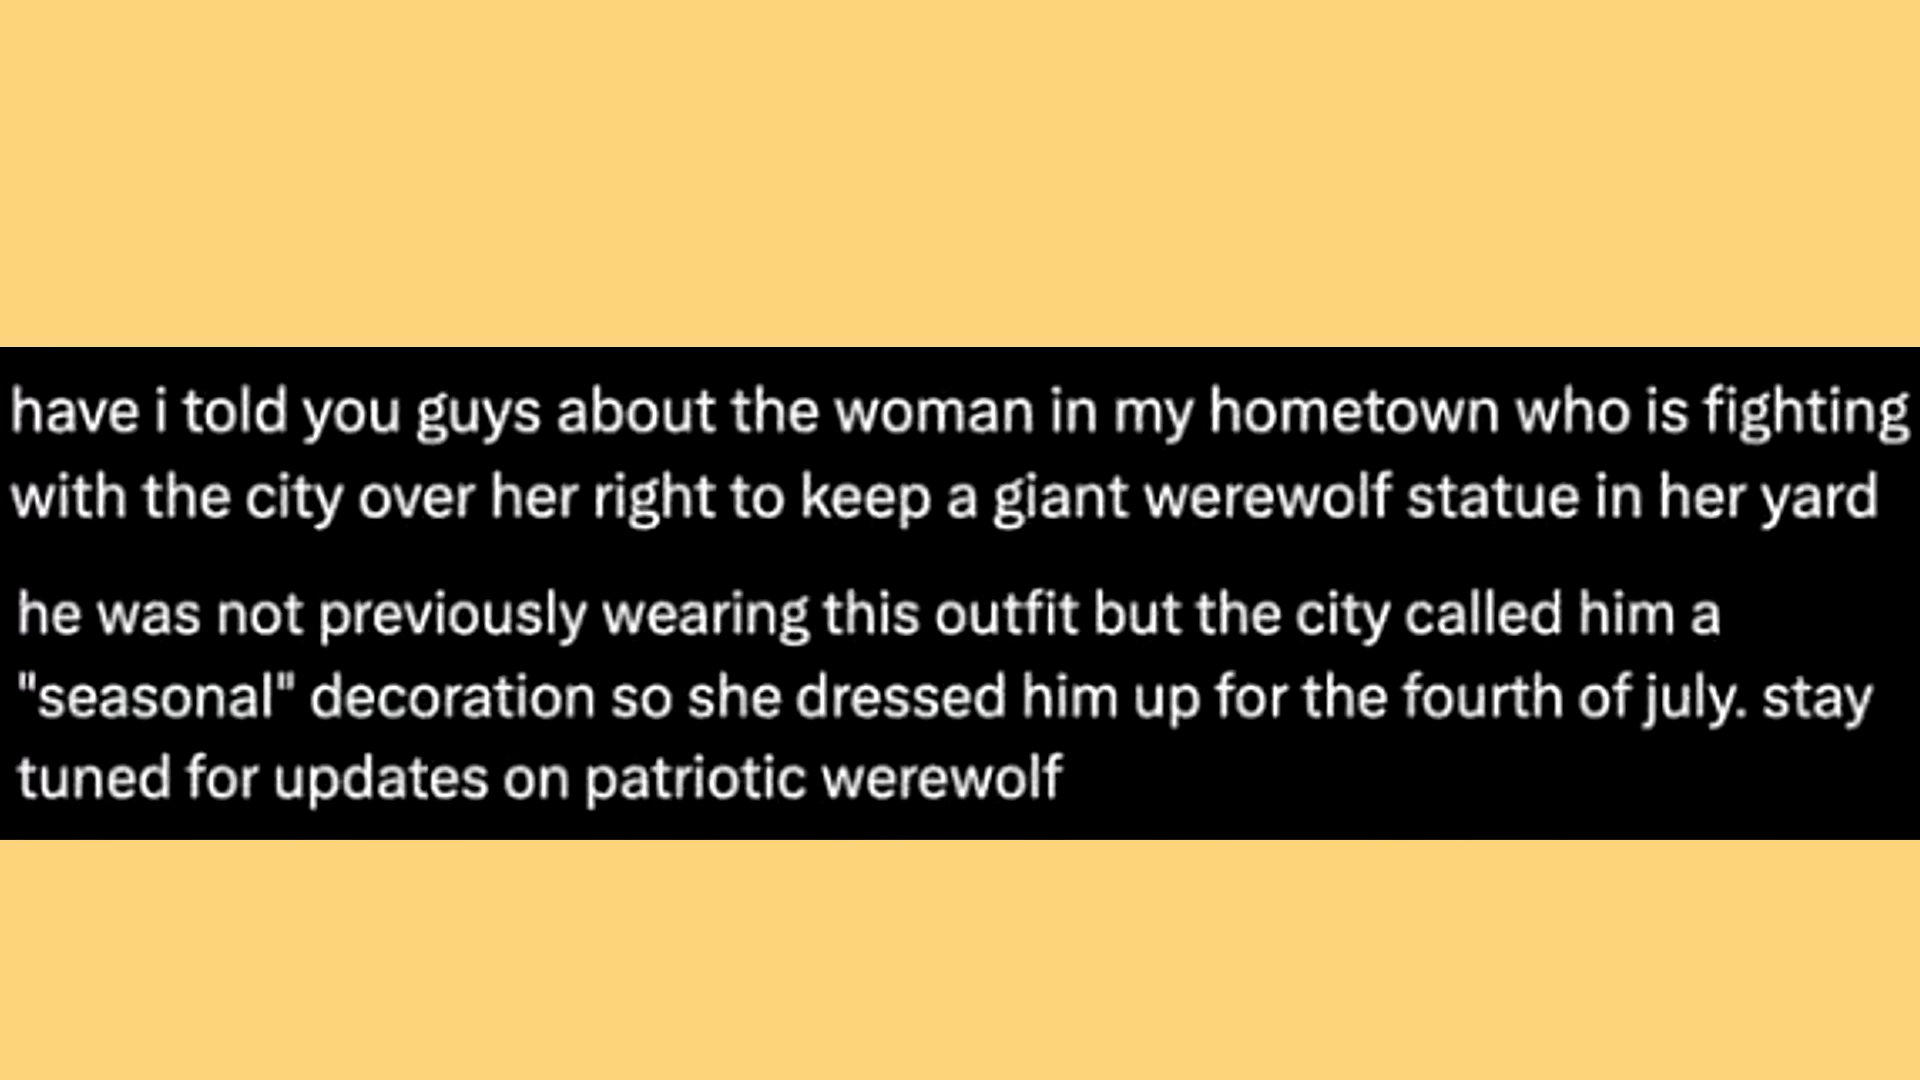 have i told you guys about the woman in my hometown who is fighting
with the city over her right to keep a giant werewolf statue in her yard
he was not previously wearing this outfit but the city called him a
"seasonal" decoration so she dressed him up for the fourth of july. stay
tuned for updates on patriotic werewolf